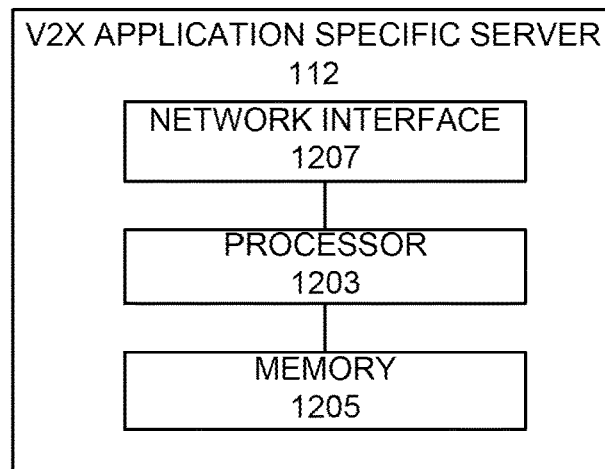 V2X APPLICATION SPECIFIC SERVER
112
NETWORK INTERFACE
1207
PROCESSOR
1203
MEMORY
1205